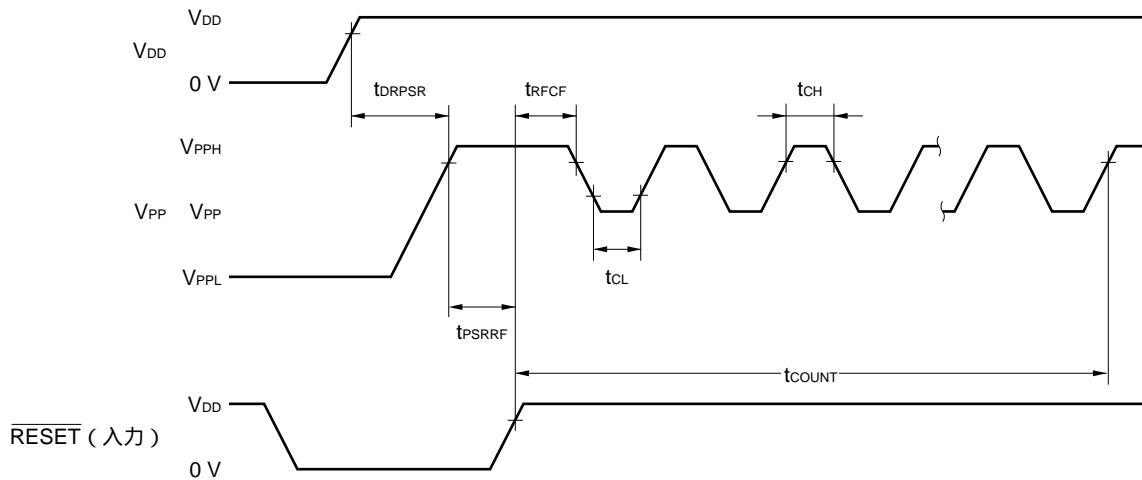 VDD
VDD
0 V
tDRPSR
tRFCF
tCH
VPPH
VPP VPP
tCL
VPPL
tPSRRF
tCOUNT
VDD
RESET（入力）
0 V